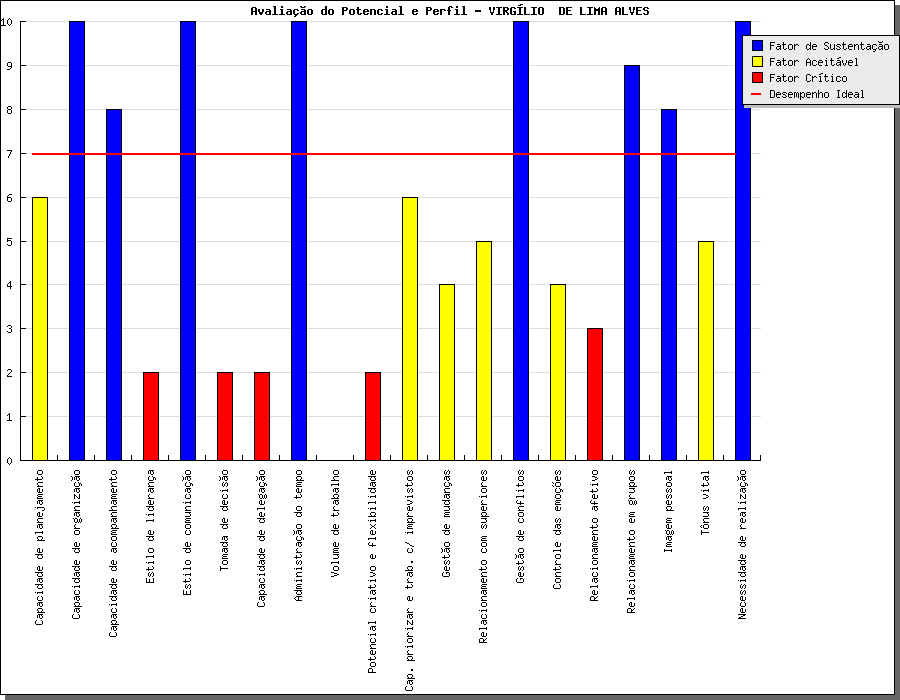 Avaliação do Potencial e Perfil - VIRGÍLIO  DE LIMA ALVES
Fator de Sustentação
Fator Aceitável
Fator Crítico
Desempenho Ideal
10
9
8
7
6
5
4
3
2
1
0
Capacidade de planejamento
Capacidade de organização
Capacidade de acompanhamento
Estilo de liderança
Estilo de comunicação
Tomada de decisão
Capacidade de delegação
Administração do tempo
Volume de trabalho
Potencial criativo e flexibilidade
Cap. priorizar e trab. c/ imprevistos
Gestão de mudanças
Relacionamento com superiores
Gestão de conflitos
Controle das emoções
Relacionamento afetivo
Relacionamento em grupos
Imagem pessoal
Tônus vital
Necessidade de realização